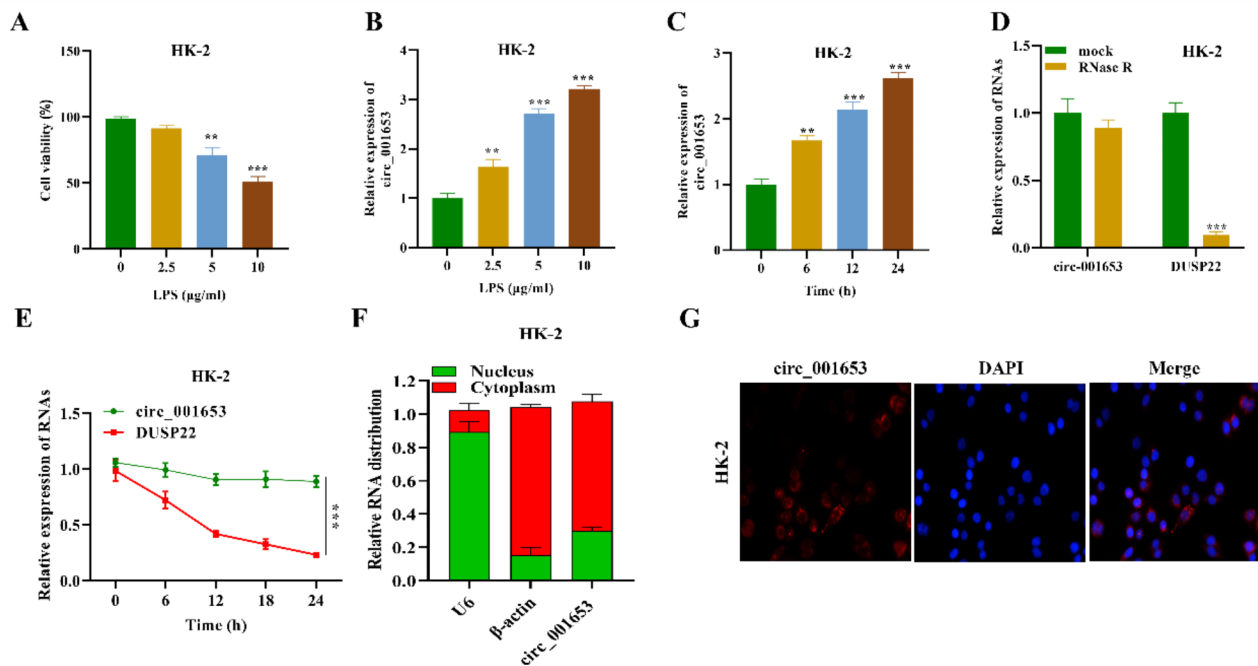 A
HK-2
Cell viability (%)
150
100
50
0
**
***
0 2.5 5 10
LPS (μg/ml)
B
HK-2
Relative expression of
circ_001653
4
3
2
1
0
**
***
***
0 2.5 5 10
LPS (μg/ml)
C
HK-2
Relative expression of
circ_001653
3
2
1
0
**
***
***
0 6 12 24
Time (h)
D
HK-2
mock
RNase R
Relative expression of RNAs
1.5
1.0
0.5
0.0
***
circ-001653 DUSP22
E
HK-2
circ_001653
DUSP22
Relative exspression of RNAs
1.5
1.0
0.5
0.0
***
0 6 12 18 24
Time (h)
F
HK-2
Nucleus
Cytoplasm
Relative RNA distribution
1.2
1.0
0.8
0.6
0.4
0.2
0.0
U6
β-actin
circ_001653
G
circ_001653 DAPI Merge
HK-2